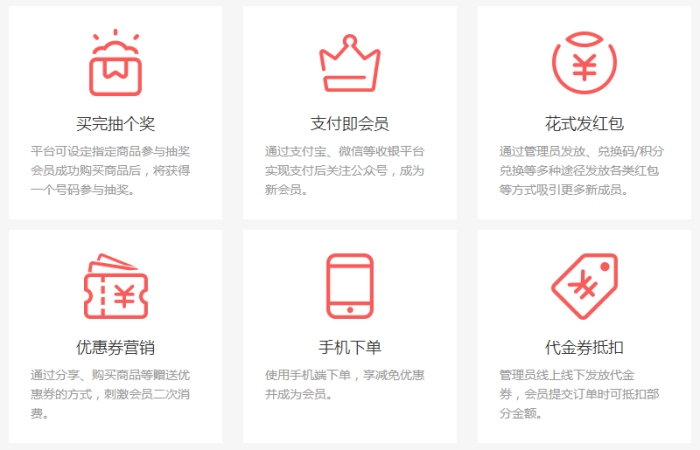 买完抽个奖
平台可设定指定商品参与抽奖
会员成功购买商品后，将获得
一个号码参与抽奖。
支付即会员
通过支付宝、微信等收银平台
实现支付后关注公众号，成为
新会员。
花式发红包
通过管理员发放、兑换码/积分
兑换等多种途径发放各类红包
等方式吸引更多新成员。
优惠券营销
通过分享、购买商品等赠送优
惠券的方式，刺激会员二次消
费。
手机下单
使用手机端下单，享减免优惠
并成为会员。
代金券抵扣
管理员线上线下发放代金
券，会员提交订单时可抵扣部
分金额。